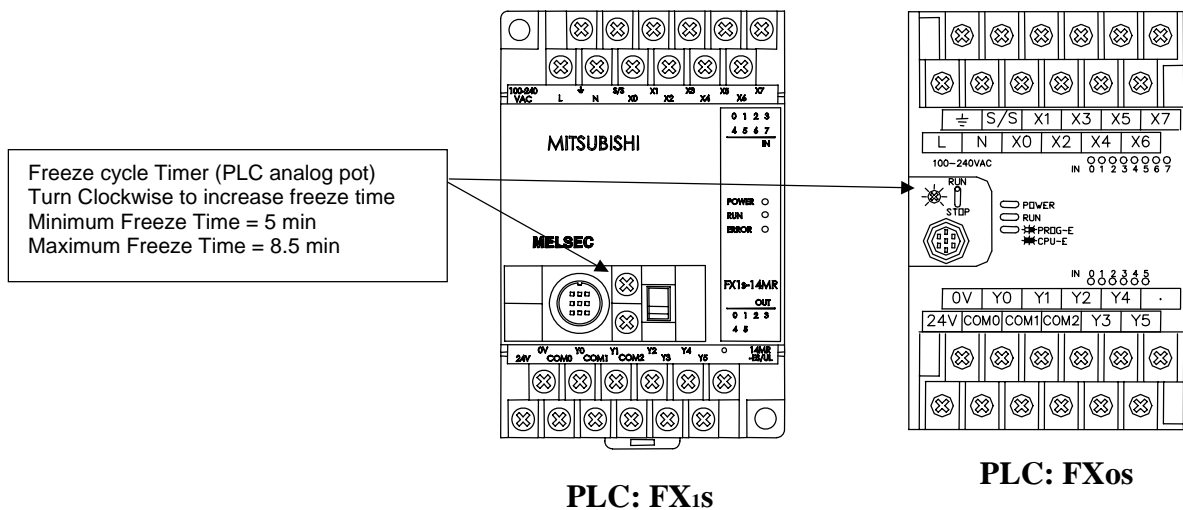 Freeze cycle Timer (PLC analog pot)
Turn Clockwise to increase freeze time
Minimum Freeze Time = 5 min
Maximum Freeze Time = 8.5 min
S/S X1 X3 X5 X7
100-240
VAC L N X0 X2 X4 X6
MITSUBISHI
0 1 2 3
4 5 6 7
IN
POWER
RUN
ERROR
MELSEC
FX1s-14MR
OUT
0 1 2 3
4 5
0V Y0 Y1 Y2 Y4 14MR
24V COM0 COM1 COM2 Y3 Y5 -ES/UL
PLC: FX1s
S/S X1 X3 X5 X7
L N X0 X2 X4 X6
100-240VAC
IN 0 1 2 3 4 5 6 7
RUN
STOP
POWER
RUN
PROG-E
CPU-E
IN 0 1 2 3 4 5
0V Y0 Y1 Y2 Y4 .
24V COM0 COM1 COM2 Y3 Y5
PLC: FXos